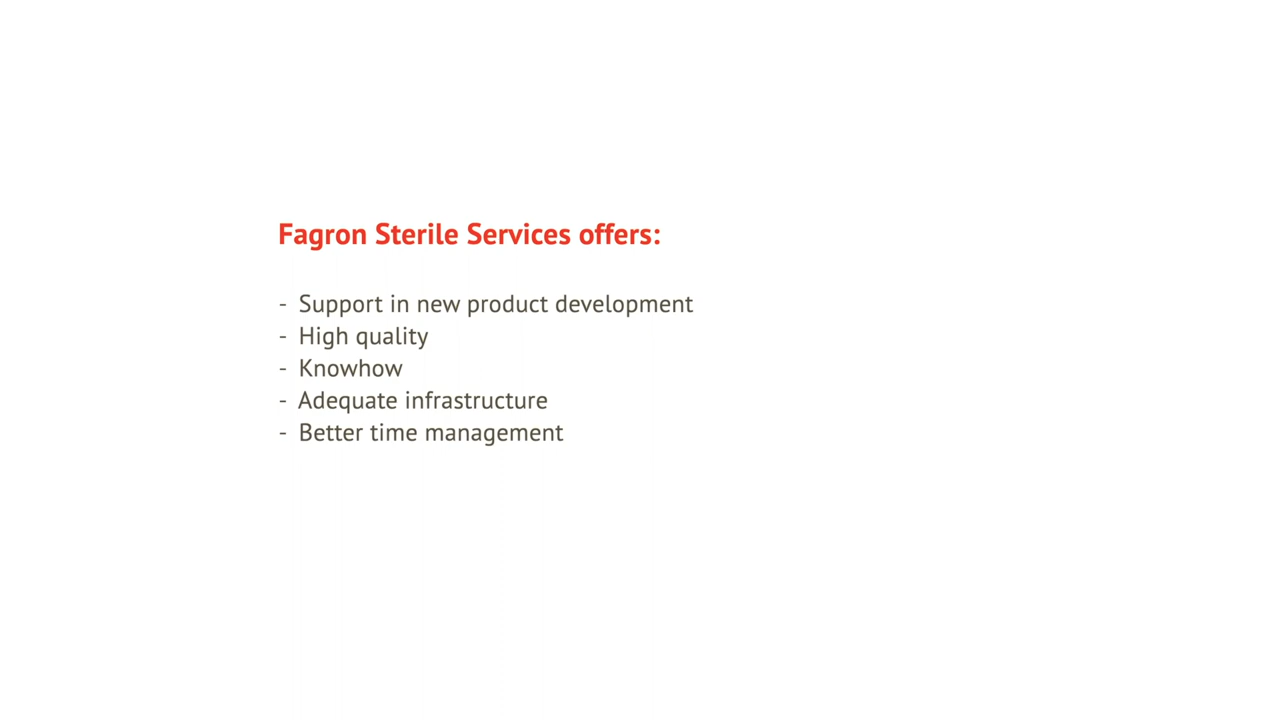 Fagron Sterile Services offers:
- Support in new product development
- High quality
- Knowhow
- Adequate infrastructure
- Better time management